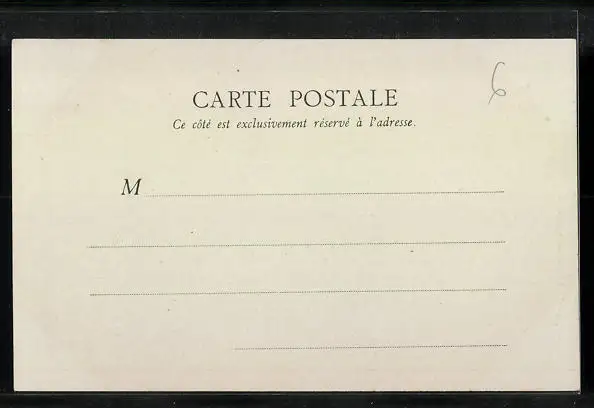 6
CARTE POSTALE
Ce côté est exclusivement réservé à l'adresse.
M